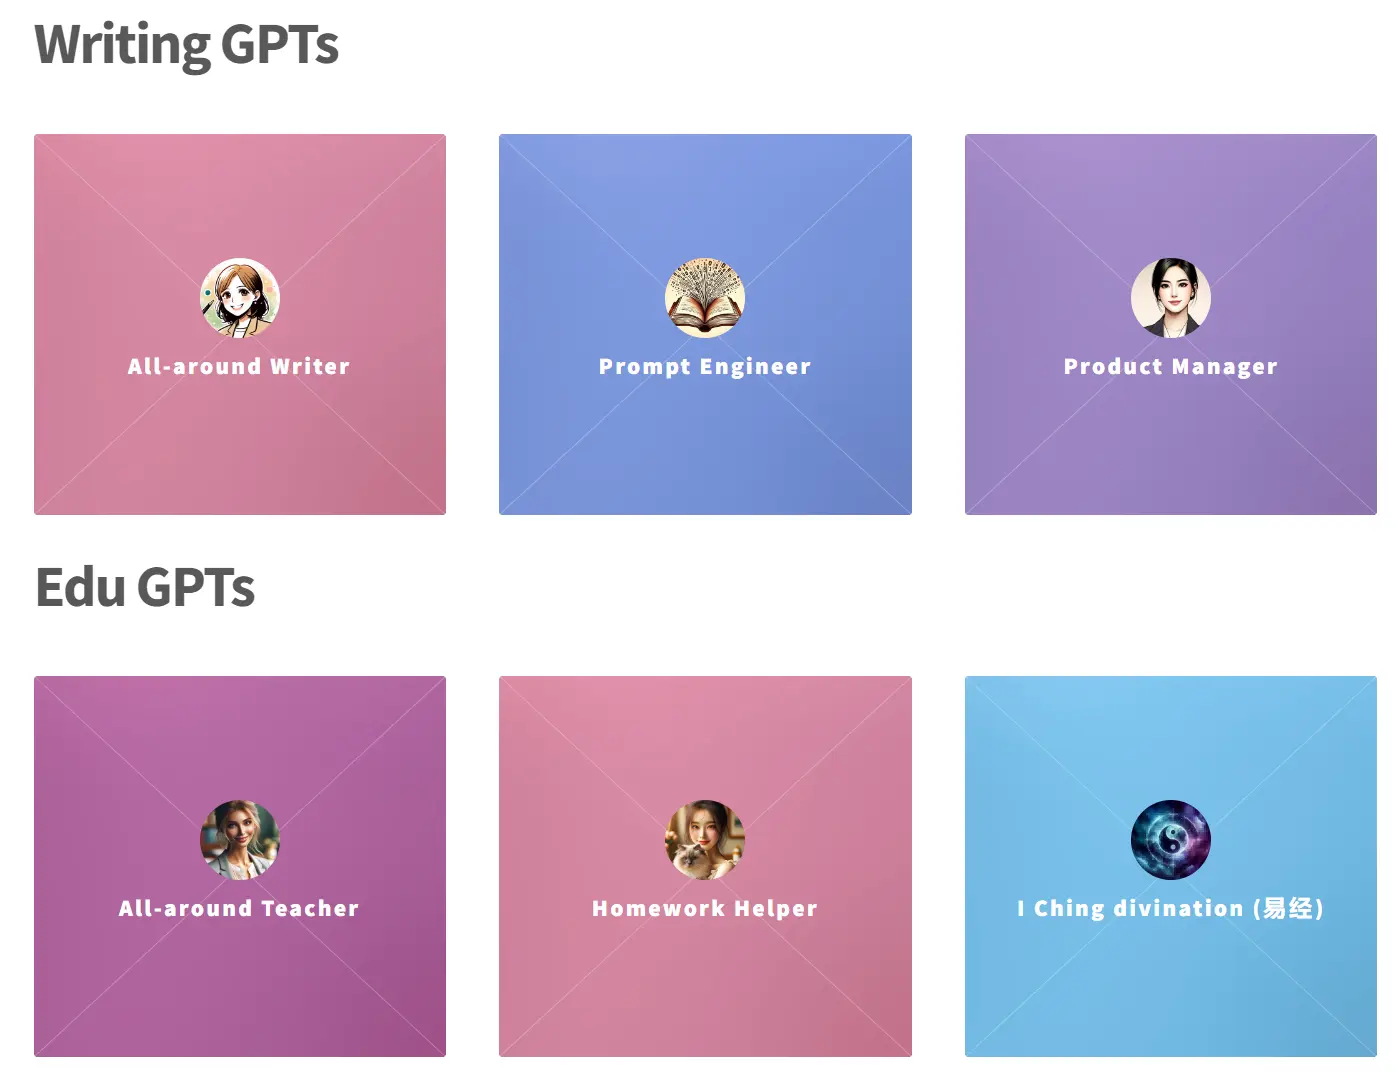 Writing GPTs
All-around Writer
Prompt Engineer
Product Manager
Edu GPTs
All-around Teacher
Homework Helper
I Ching divination (易经)